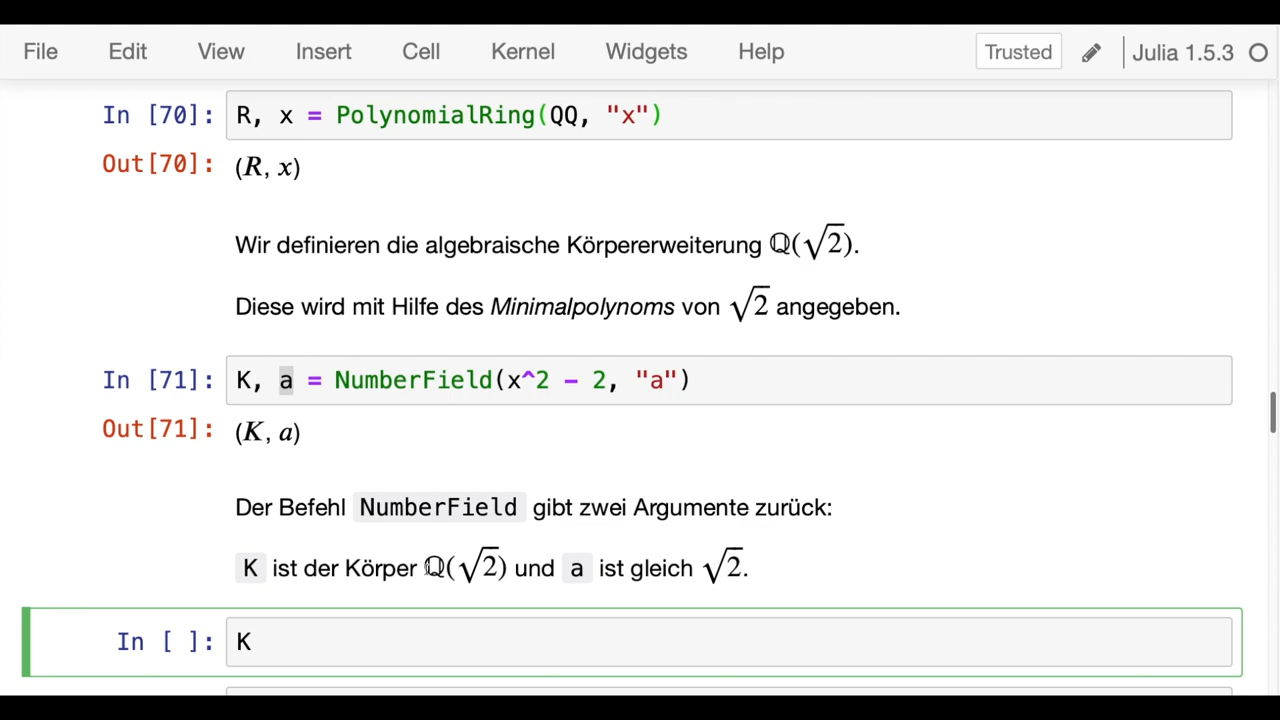 File Edit View Insert Cell Kernel Widgets Help Trusted Julia 1.5.3
In [70]: R, x = PolynomialRing(QQ, "x")
Out[70]: (R, x)
Wir definieren die algebraische Körpererweiterung ℚ(√2).
Diese wird mit Hilfe des Minimalpolynoms von √2 angegeben.
In [71]: K, a = NumberField(x^2 − 2, "a")
Out[71]: (K, a)
Der Befehl NumberField gibt zwei Argumente zurück:
K ist der Körper ℚ(√2) und a ist gleich √2.
In [ ]: K